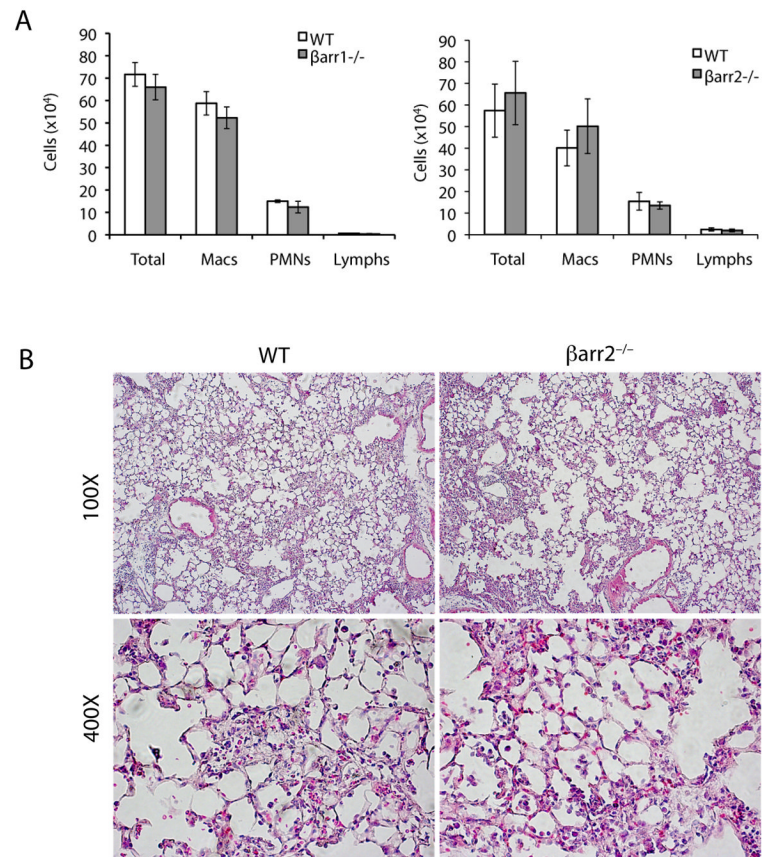 A
90
80
70
60
50
40
30
20
10
0
Cells (x10⁴)
WT
βarr1-/-
Total Macs PMNs Lymphs
90
80
70
60
50
40
30
20
10
0
Cells (x10⁴)
WT
βarr2-/-
Total Macs PMNs Lymphs
B
WT βarr2⁻/⁻
100X
400X